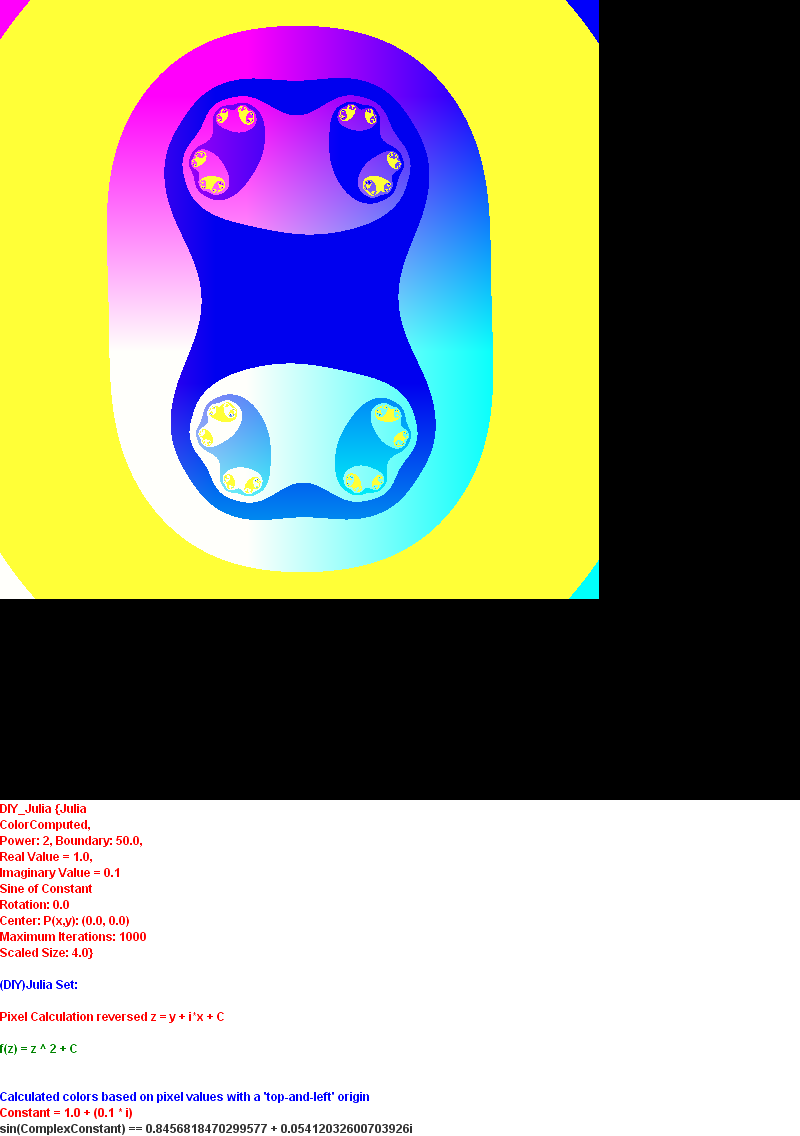 DIY_Julia {Julia
ColorComputed,
Power: 2, Boundary: 50.0,
Real Value = 1.0,
Imaginary Value = 0.1
Sine of Constant
Rotation: 0.0
Center: P(x,y): (0.0, 0.0)
Maximum Iterations: 1000
Scaled Size: 4.0}
(DIY)Julia Set:
Pixel Calculation reversed z = y + i*x + C
f(z) = z ^ 2 + C
Calculated colors based on pixel values with a 'top-and-left' origin
Constant = 1.0 + (0.1 * i)
sin(ComplexConstant) == 0.8456818470299577 + 0.05412032600703926i